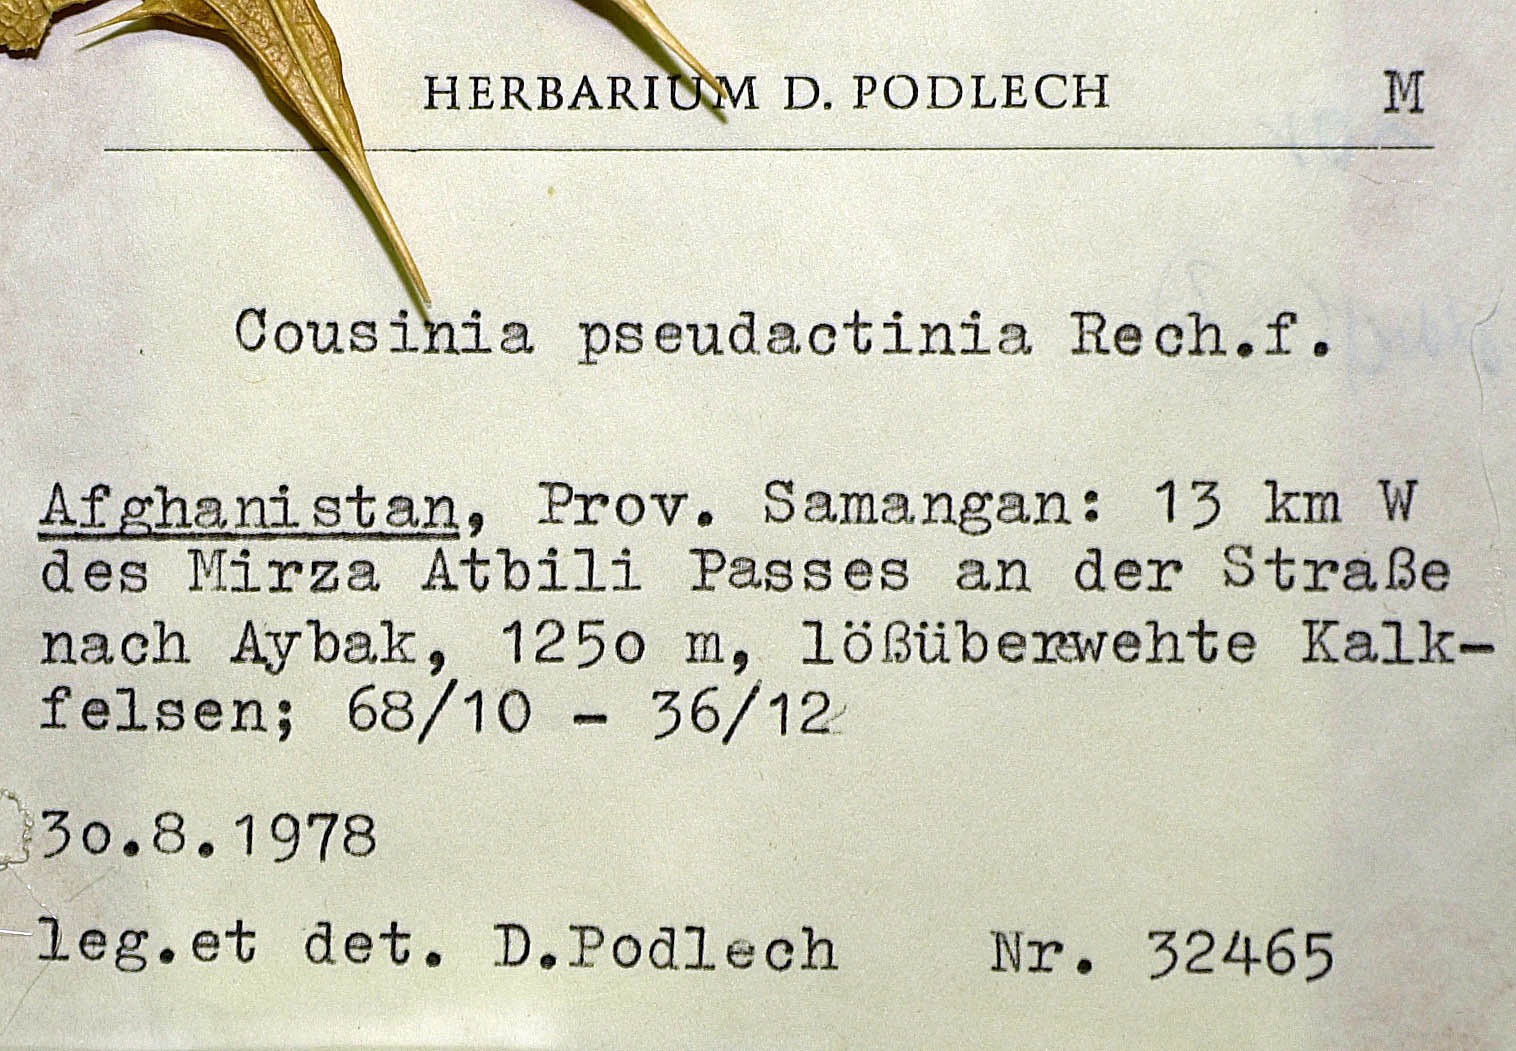 HERBARIUM D. PODLECH M
Cousinia pseudactinia Rech.f.
Afghanistan, Prov. Samangan: 13 km W
des Mirza Atbili Passes an der Straße
nach Aybak, 125o m, lößüberwehte Kalk-
felsen; 68/10 - 36/12
3o.8.1978
leg.et det. D.Podlech Nr. 32465